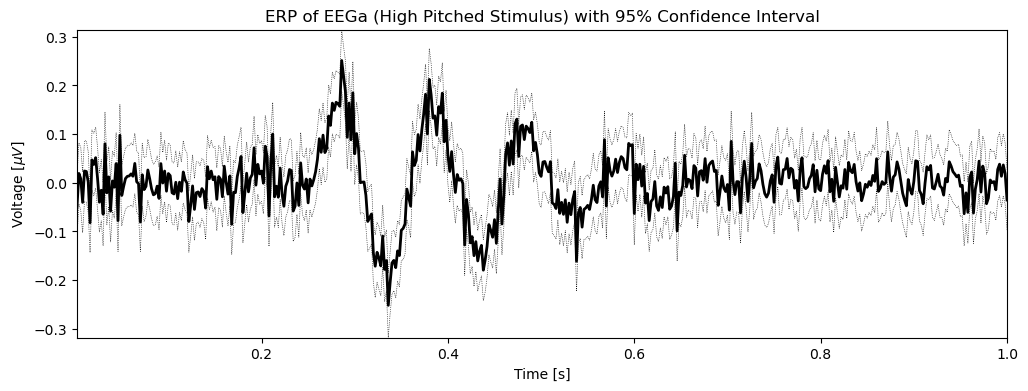 ERP of EEGa (High Pitched Stimulus) with 95% Confidence Interval
0.3
0.2
0.1
0.0
−0.1
−0.2
−0.3
Voltage [μV]
0.2 0.4 0.6 0.8 1.0
Time [s]